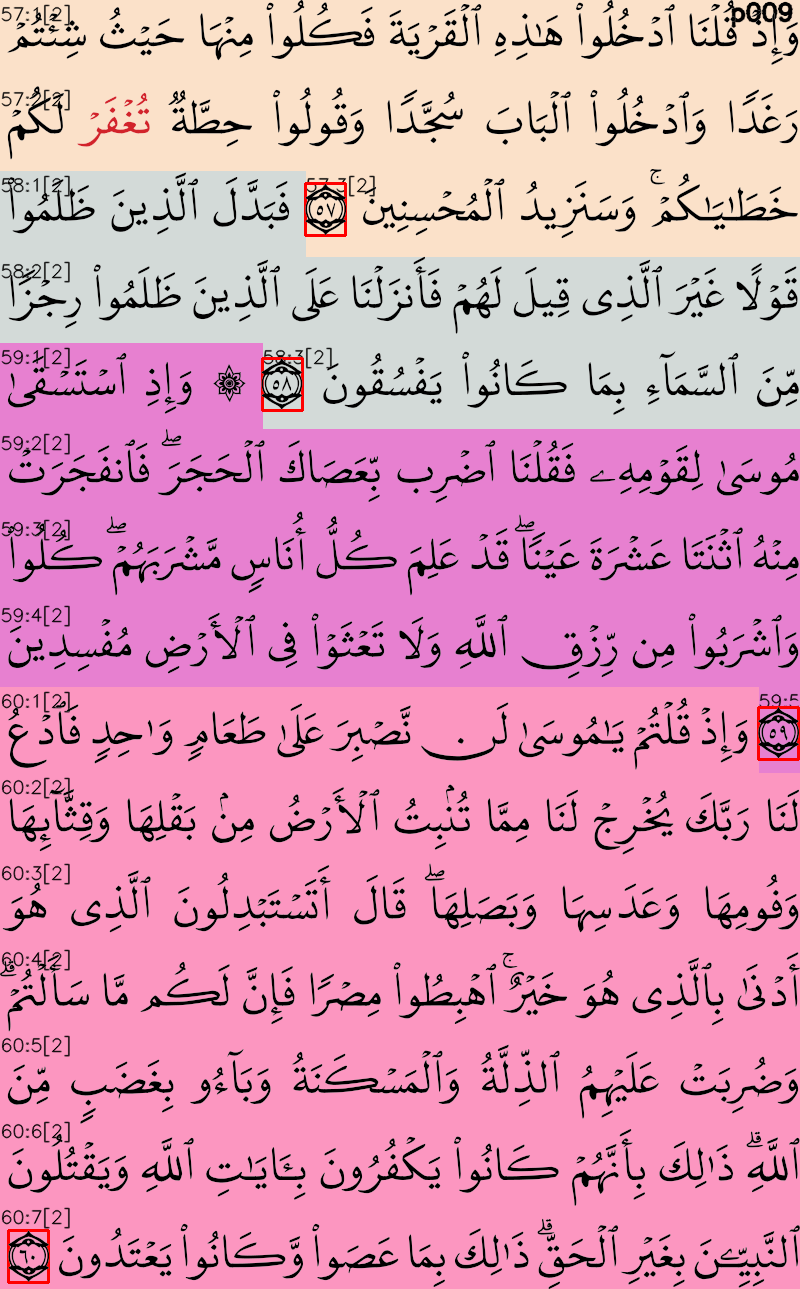 p009
57:1[2]
وَإِذۡ قُلۡنَا ٱدۡخُلُواْ هَٰذِهِ ٱلۡقَرۡيَةَ فَكُلُواْ مِنۡهَا حَيۡثُ شِئۡتُمۡ
57:2[2]
رَغَدٗا وَٱدۡخُلُواْ ٱلۡبَابَ سُجَّدٗا وَقُولُواْ حِطَّةٞ تُغۡفَرۡ لَكُمۡ
58:1[2] 57:3[2]
خَطَٰيَٰكُمۡۚ وَسَنَزِيدُ ٱلۡمُحۡسِنِينَ ٥٧ فَبَدَّلَ ٱلَّذِينَ ظَلَمُواْ
58:2[2]
قَوۡلًا غَيۡرَ ٱلَّذِي قِيلَ لَهُمۡ فَأَنزَلۡنَا عَلَى ٱلَّذِينَ ظَلَمُواْ رِجۡزٗا
59:1[2] 58:3[2]
مِّنَ ٱلسَّمَآءِ بِمَا كَانُواْ يَفۡسُقُونَ ٥٨ ۞ وَإِذِ ٱسۡتَسۡقَىٰ
59:2[2]
مُوسَىٰ لِقَوۡمِهِۦ فَقُلۡنَا ٱضۡرِب بِّعَصَاكَ ٱلۡحَجَرَۖ فَٱنفَجَرَتۡ
59:3[2]
مِنۡهُ ٱثۡنَتَا عَشۡرَةَ عَيۡنٗاۖ قَدۡ عَلِمَ كُلُّ أُنَاسٖ مَّشۡرَبَهُمۡۖ كُلُواْ
59:4[2]
وَٱشۡرَبُواْ مِن رِّزۡقِ ٱللَّهِ وَلَا تَعۡثَوۡاْ فِي ٱلۡأَرۡضِ مُفۡسِدِينَ
60:1[2] 59:5
٥٩ وَإِذۡ قُلۡتُمۡ يَٰمُوسَىٰ لَن نَّصۡبِرَ عَلَىٰ طَعَامٖ وَٰحِدٖ فَٱدۡعُ
60:2[2]
لَنَا رَبَّكَ يُخۡرِجۡ لَنَا مِمَّا تُنۢبِتُ ٱلۡأَرۡضُ مِنۢ بَقۡلِهَا وَقِثَّآئِهَا
60:3[2]
وَفُومِهَا وَعَدَسِهَا وَبَصَلِهَاۖ قَالَ أَتَسۡتَبۡدِلُونَ ٱلَّذِي هُوَ
60:4[2]
أَدۡنَىٰ بِٱلَّذِي هُوَ خَيۡرٌۚ ٱهۡبِطُواْ مِصۡرٗا فَإِنَّ لَكُم مَّا سَأَلۡتُمۡۗ
60:5[2]
وَضُرِبَتۡ عَلَيۡهِمُ ٱلذِّلَّةُ وَٱلۡمَسۡكَنَةُ وَبَآءُو بِغَضَبٖ مِّنَ
60:6[2]
ٱللَّهِۗ ذَٰلِكَ بِأَنَّهُمۡ كَانُواْ يَكۡفُرُونَ بِـَٔايَٰتِ ٱللَّهِ وَيَقۡتُلُونَ
60:7[2]
ٱلنَّبِيِّـۧنَ بِغَيۡرِ ٱلۡحَقِّۗ ذَٰلِكَ بِمَا عَصَواْ وَّكَانُواْ يَعۡتَدُونَ ٦٠